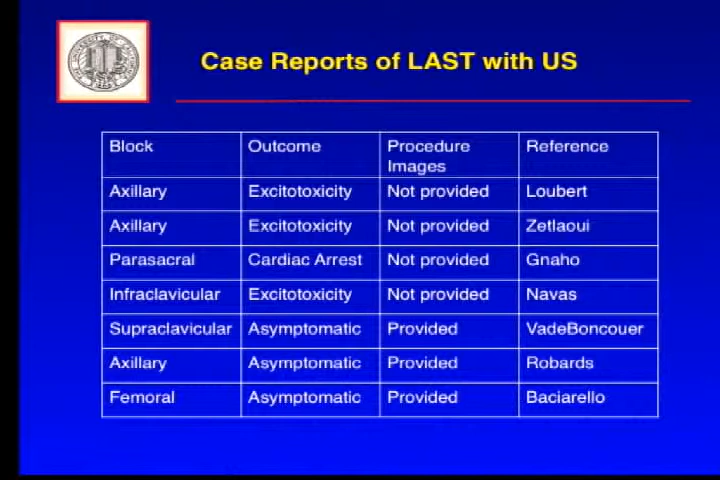 Case Reports of LAST with US
Block Outcome Procedure Images Reference
Axillary Excitotoxicity Not provided Loubert
Axillary Excitotoxicity Not provided Zetlaoui
Parasacral Cardiac Arrest Not provided Gnaho
Infraclavicular Excitotoxicity Not provided Navas
Supraclavicular Asymptomatic Provided VadeBoncouer
Axillary Asymptomatic Provided Robards
Femoral Asymptomatic Provided Baciarello